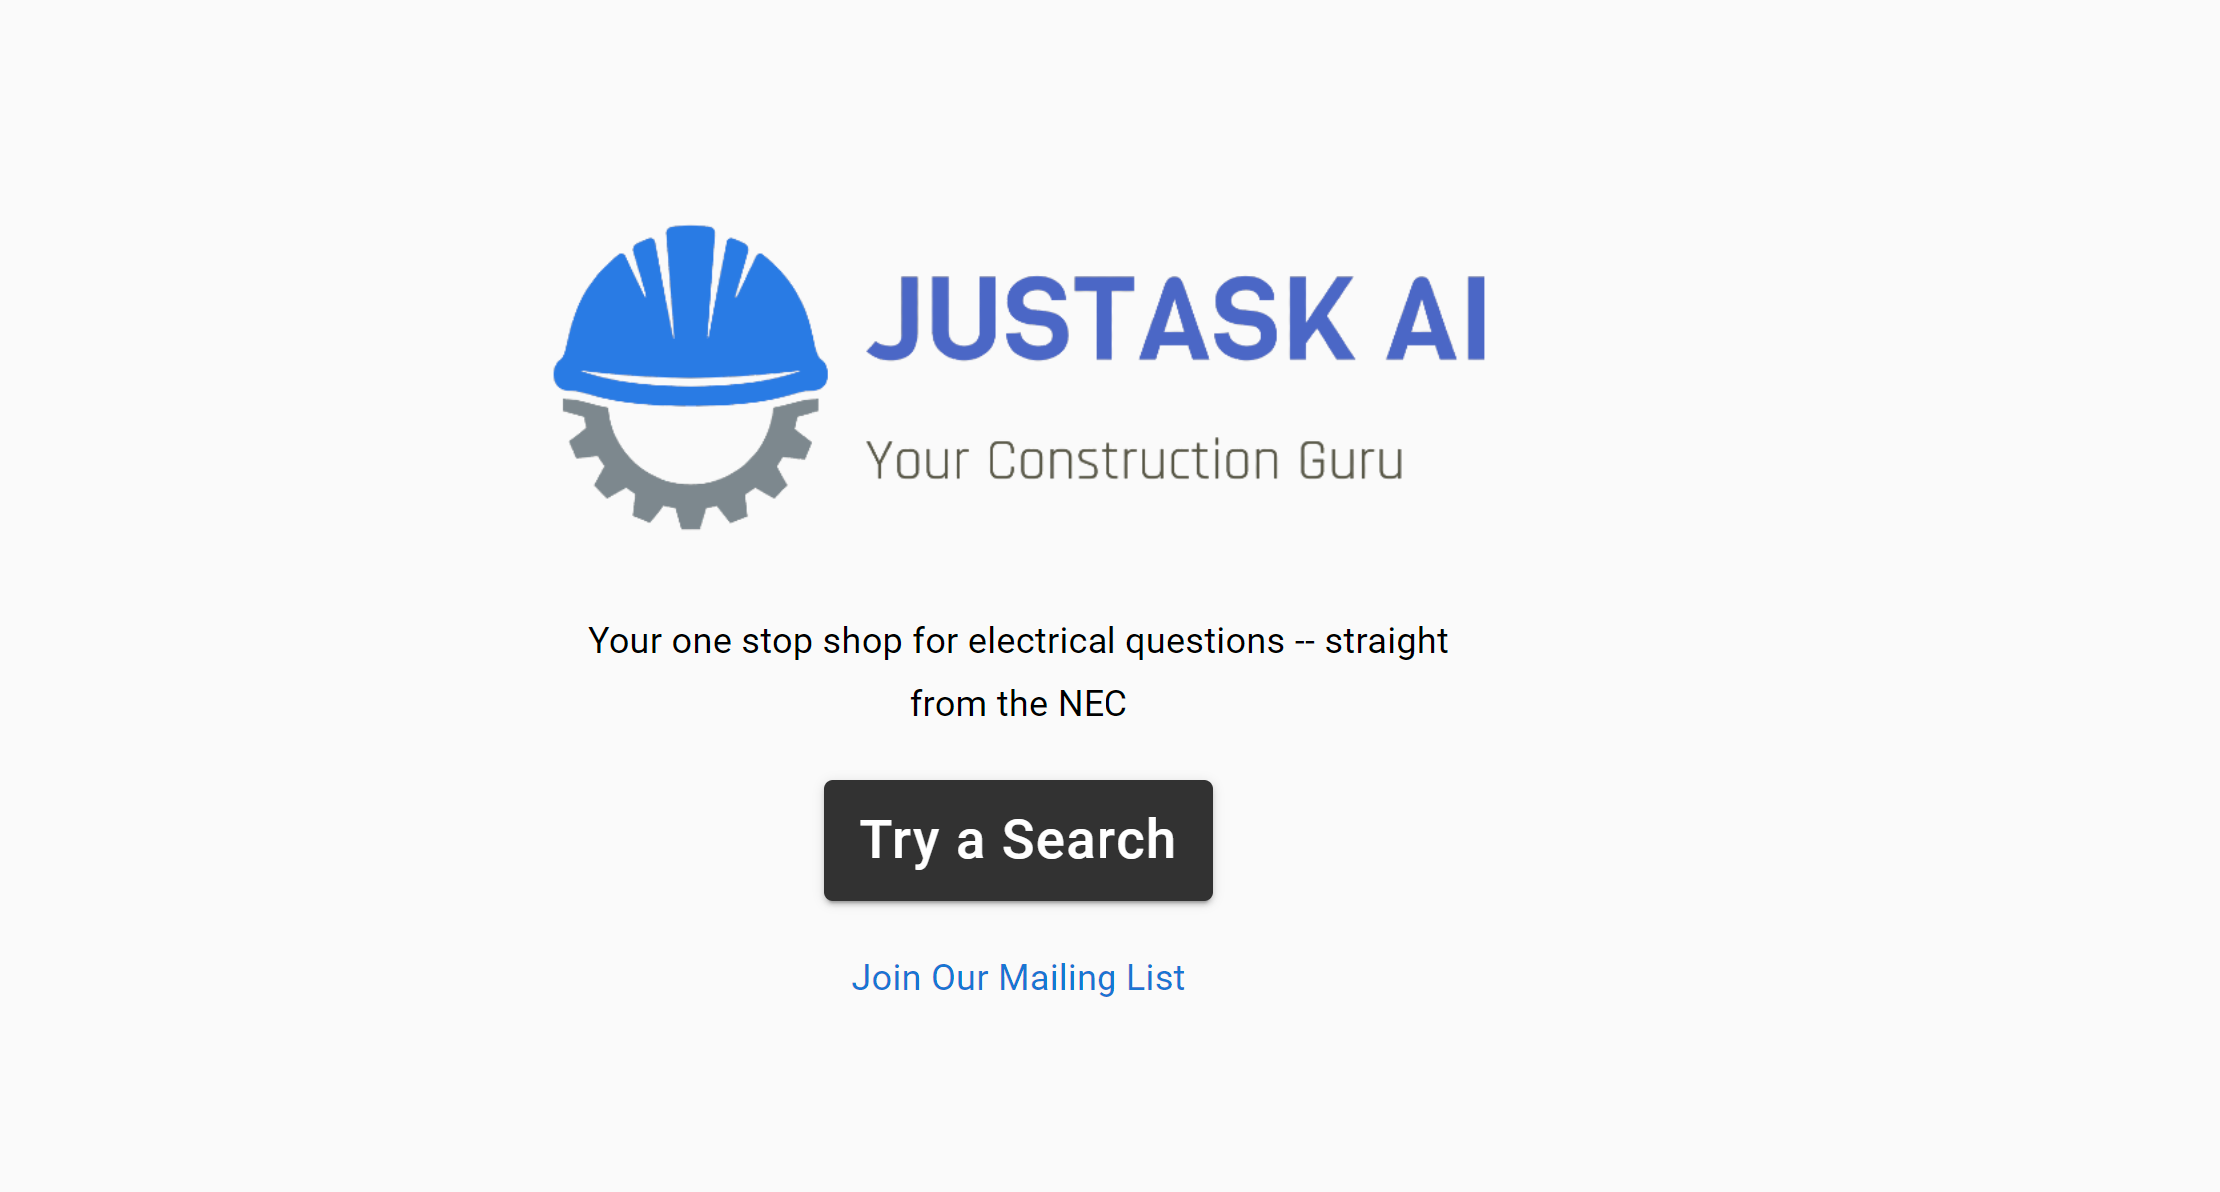 JUSTASK AI
Your Construction Guru
Your one stop shop for electrical questions -- straight
from the NEC
Try a Search
Join Our Mailing List